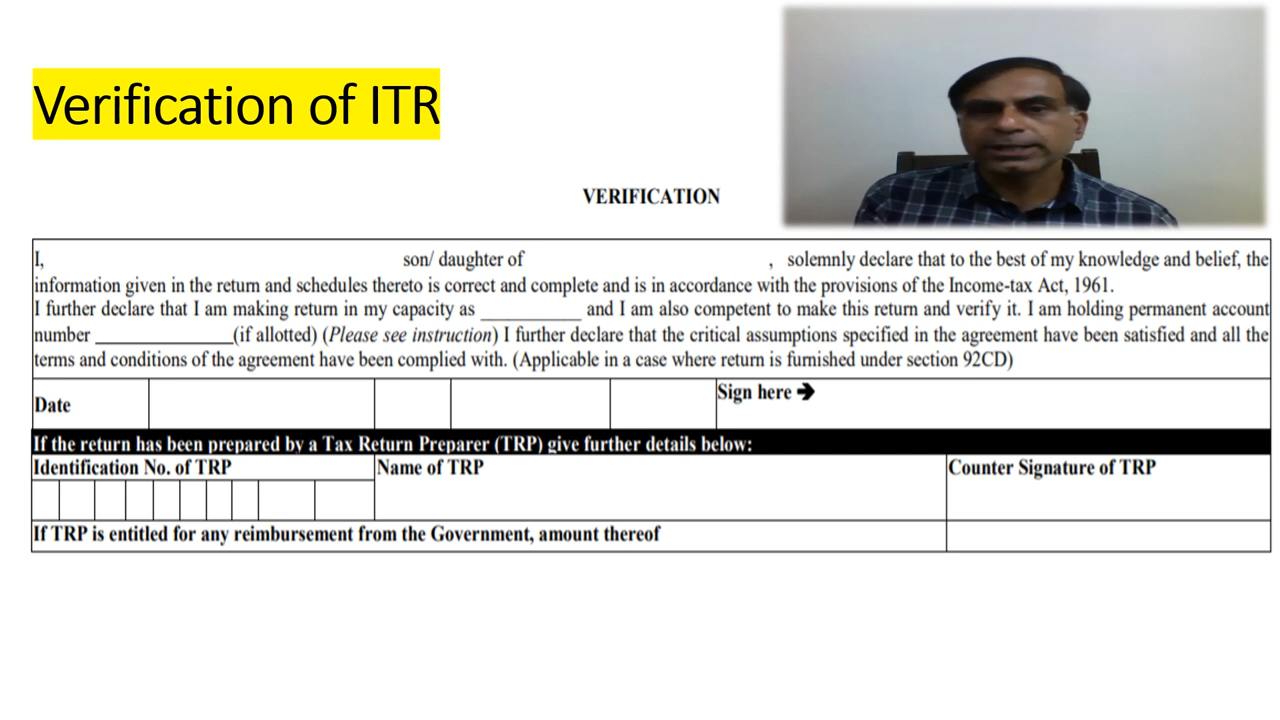 Verification of ITR
VERIFICATION
I, son/ daughter of , solemnly declare that to the best of my knowledge and belief, the
information given in the return and schedules thereto is correct and complete and is in accordance with the provisions of the Income-tax Act, 1961.
I further declare that I am making return in my capacity as ___________ and I am also competent to make this return and verify it. I am holding permanent account
number _______________(if allotted) (Please see instruction) I further declare that the critical assumptions specified in the agreement have been satisfied and all the
terms and conditions of the agreement have been complied with. (Applicable in a case where return is furnished under section 92CD)
Date Sign here ➔
If the return has been prepared by a Tax Return Preparer (TRP) give further details below:
Identification No. of TRP Name of TRP Counter Signature of TRP
If TRP is entitled for any reimbursement from the Government, amount thereof